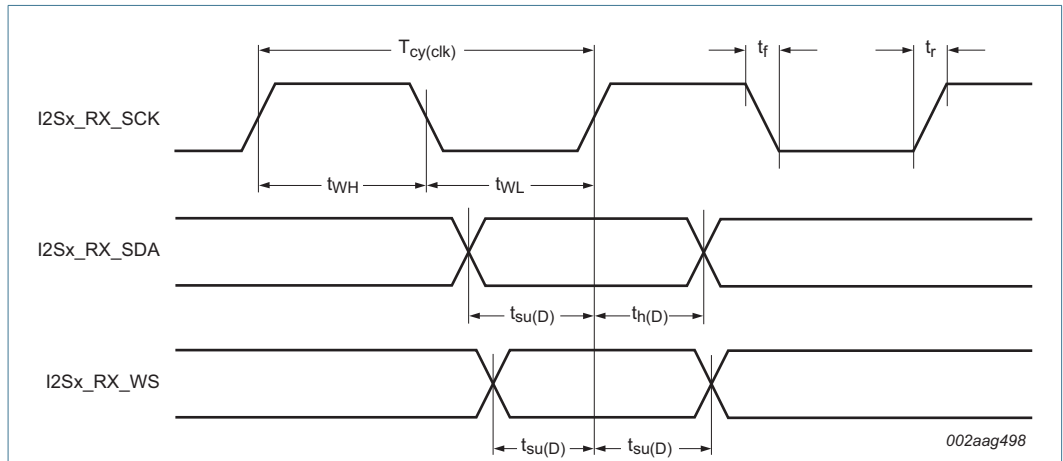 Tcy(clk)
tf
tr
I2Sx_RX_SCK
tWH
tWL
I2Sx_RX_SDA
tsu(D)
th(D)
I2Sx_RX_WS
tsu(D)
tsu(D)
002aag498